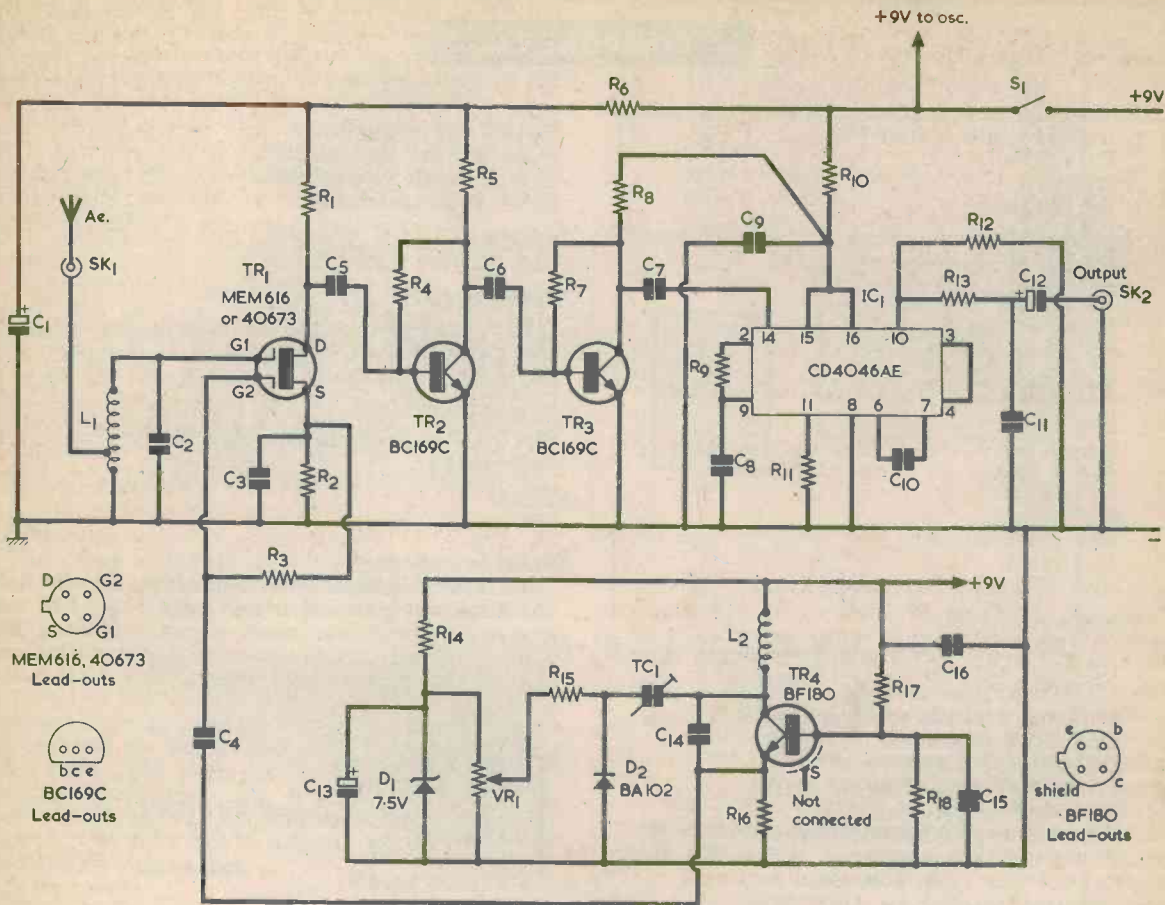 +9V to osc.
R6
S1
+9V
R1
R5
R8
R10
Ae.
SK1
C9
R12
TR1
MEM616
or 40673
C5
R4
C6
R7
C7
IC1
R13
C12
+
Output
SK2
+
C1
G1
D
G2
S
2
14
15
16
10
3
R9
CD4046AE
9
11
8
6
7
4
TR2
BC169C
TR3
BC169C
L1
C2
C3
R2
C8
R11
C10
C11
R3
–
D
G2
S
G1
MEM616, 40673
Lead-outs
+9V
R14
L2
C16
R15
TC1
TR4
BF180
R17
C4
b c e
BC169C
Lead-outs
+
C13
D1
7·5V
VR1
D2
BA102
C14
R16
S
Not
connected
R18
C15
e
b
shield
c
BF180
Lead-outs